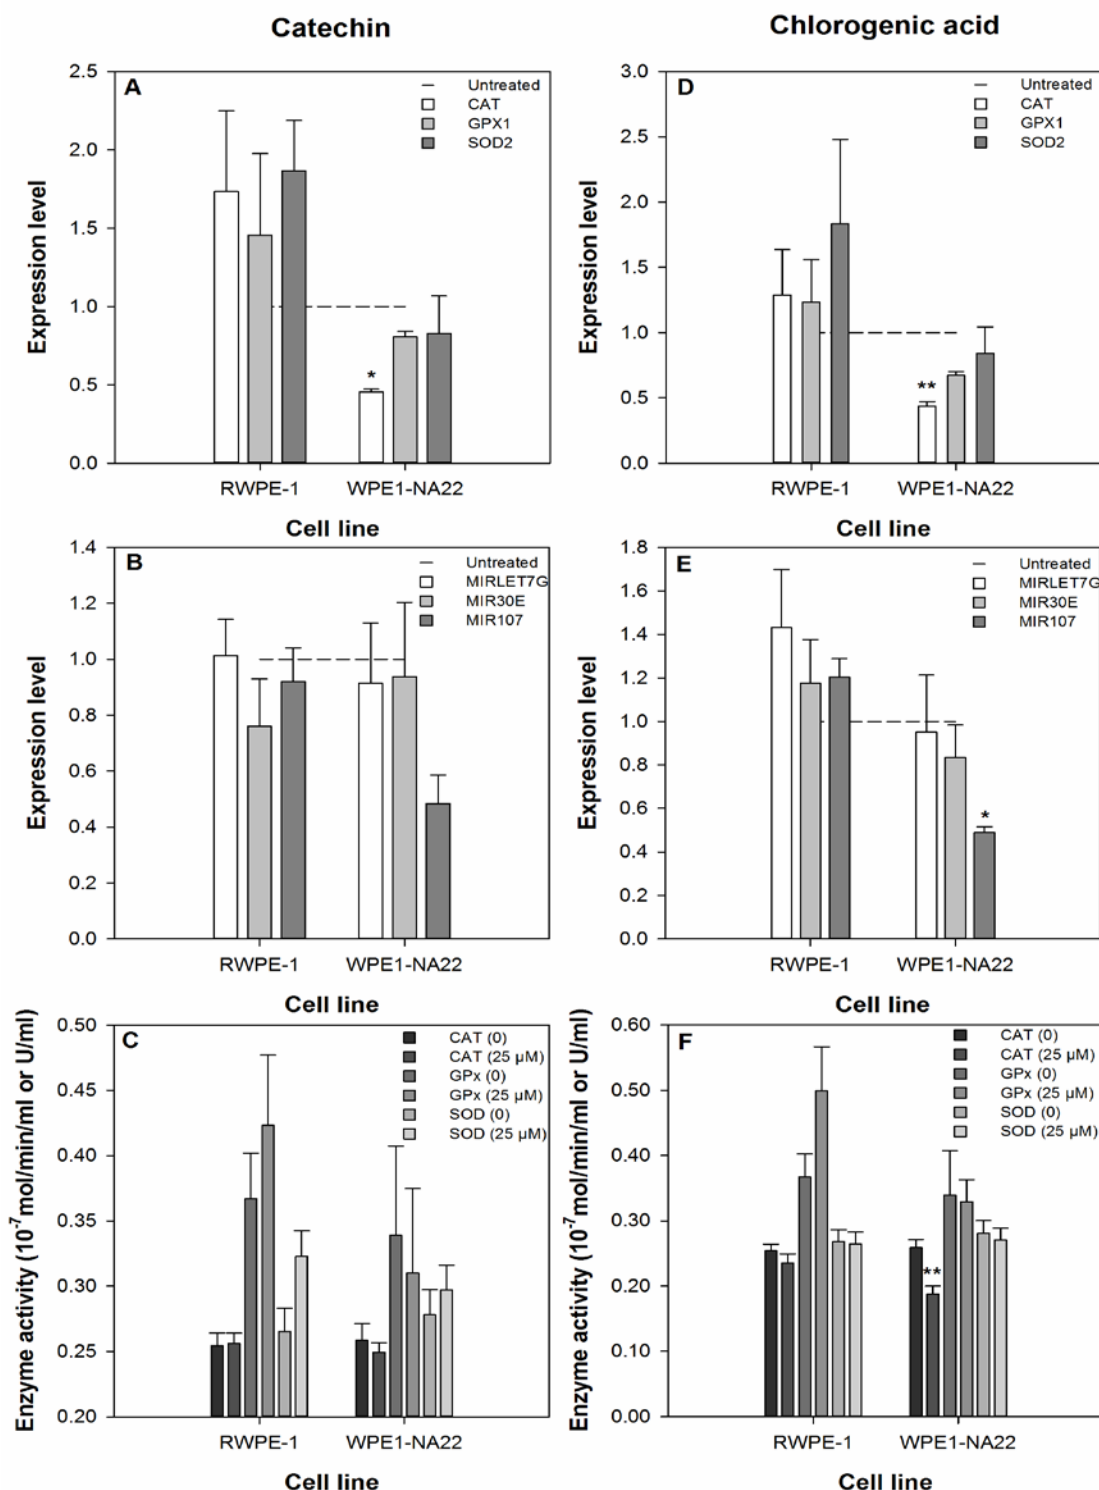 Catechin
Chlorogenic acid
A
Untreated
CAT
GPX1
SOD2
Expression level
2.5
2.0
1.5
1.0
0.5
0.0
*
RWPE-1
WPE1-NA22
Cell line
D
Untreated
CAT
GPX1
SOD2
Expression level
3.0
2.5
2.0
1.5
1.0
0.5
0.0
**
RWPE-1
WPE1-NA22
Cell line
B
Untreated
MIRLET7G
MIR30E
MIR107
Expression level
1.4
1.2
1.0
0.8
0.6
0.4
0.2
0.0
RWPE-1
WPE1-NA22
Cell line
E
Untreated
MIRLET7G
MIR30E
MIR107
Expression level
1.8
1.6
1.4
1.2
1.0
0.8
0.6
0.4
0.2
0.0
*
RWPE-1
WPE1-NA22
Cell line
C
CAT (0)
CAT (25 µM)
GPx (0)
GPx (25 µM)
SOD (0)
SOD (25 µM)
Enzyme activity (10⁻⁷mol/min/ml or U/ml)
0.50
0.45
0.40
0.35
0.30
0.25
0.20
RWPE-1
WPE1-NA22
Cell line
F
CAT (0)
CAT (25 µM)
GPx (0)
GPx (25 µM)
SOD (0)
SOD (25 µM)
Enzyme activity (10⁻⁷mol/min/ml or U/ml)
0.60
0.50
0.40
0.30
0.20
0.10
0.00
**
RWPE-1
WPE1-NA22
Cell line